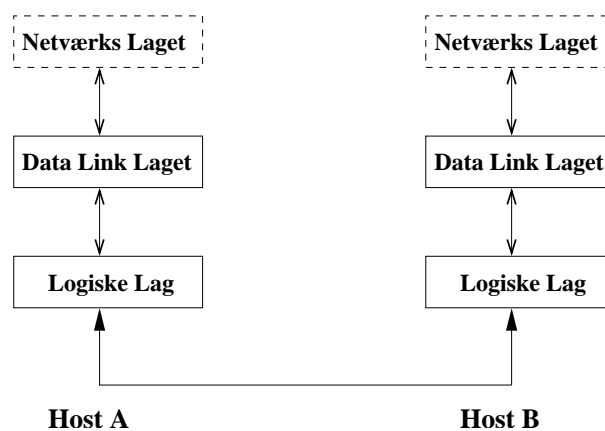 Netværks Laget
Netværks Laget
Data Link Laget
Data Link Laget
Logiske Lag
Logiske Lag
Host A
Host B